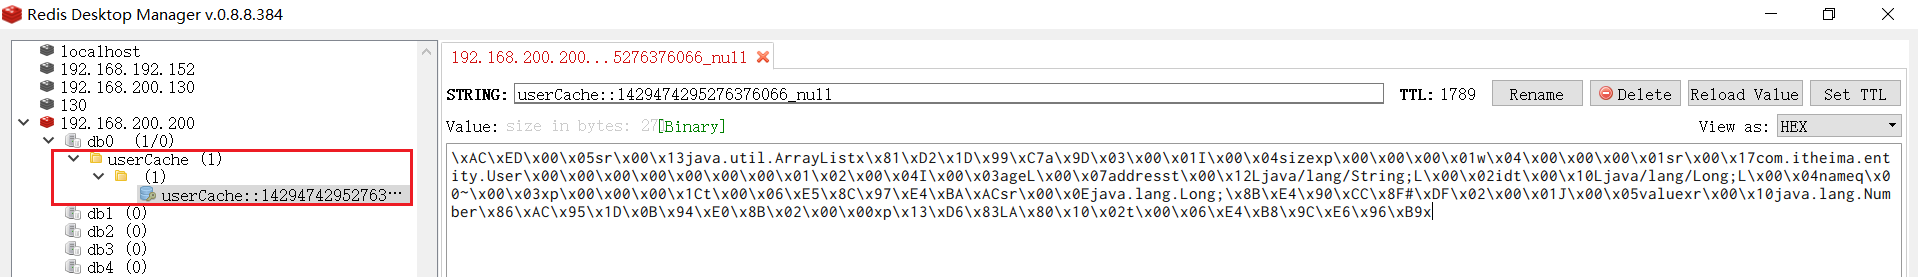 Redis Desktop Manager v.0.8.8.384
localhost
192.168.192.152
192.168.200.130
130
192.168.200.200
db0 (1/0)
userCache (1)
(1)
userCache::14294742952763···
db1 (0)
db2 (0)
db3 (0)
db4 (0)
192.168.200.200...5276376066_null
STRING: userCache::1429474295276376066_null TTL: 1789 Rename Delete Reload Value Set TTL
Value: size in bytes: 27 [Binary] View as: HEX
\xAC\xED\x00\x05sr\x00\x13java.util.ArrayListx\x81\xD2\x1D\x99\xC7a\x9D\x03\x00\x01I\x00\x04sizexp\x00\x00\x00\x01w\x04\x00\x00\x00\x01sr\x00\x17com.itheima.ent
ity.User\x00\x00\x00\x00\x00\x00\x00\x01\x02\x00\x04I\x00\x03ageL\x00\x07addresst\x00\x12Ljava/lang/String;L\x00\x02idt\x00\x10Ljava/lang/Long;L\x00\x04nameq\x0
0~\x00\x03xp\x00\x00\x00\x1Ct\x00\x06\xE5\x8C\x97\xE4\xBA\xACsr\x00\x0Ejava.lang.Long;\x8B\xE4\x90\xCC\x8F#\xDF\x02\x00\x01J\x00\x05valuexr\x00\x10java.lang.Num
ber\x86\xAC\x95\x1D\x0B\x94\xE0\x8B\x02\x00\x00xp\x13\xD6\x83LA\x80\x10\x02t\x00\x06\xE4\xB8\x9C\xE6\x96\xB9x